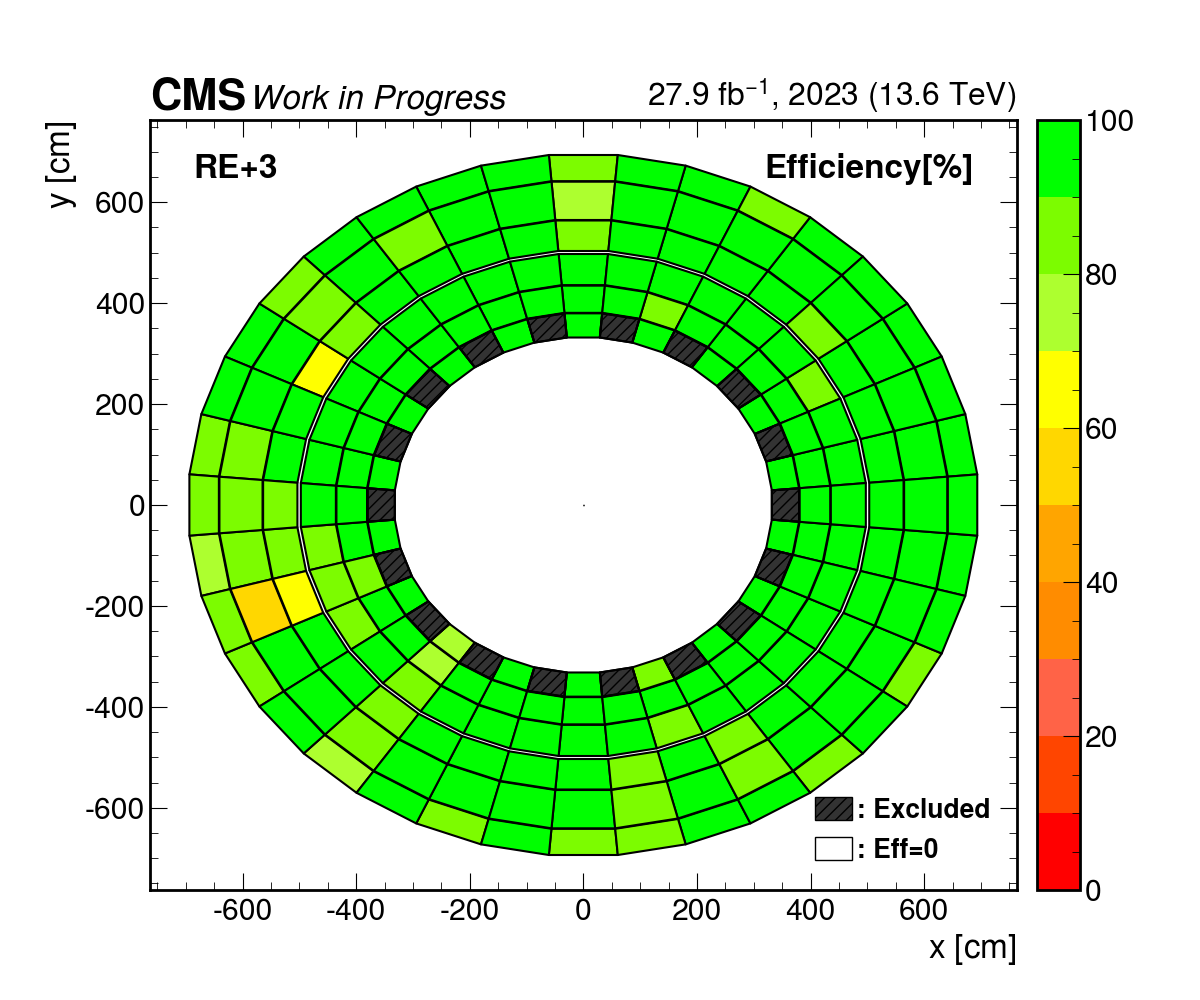 CMS Work in Progress 27.9 fb⁻¹, 2023 (13.6 TeV)
y [cm]
RE+3 Efficiency[%]
600
400
200
0
-200
-400
-600
100
80
60
40
20
0
: Excluded
: Eff=0
-600 -400 -200 0 200 400 600
x [cm]